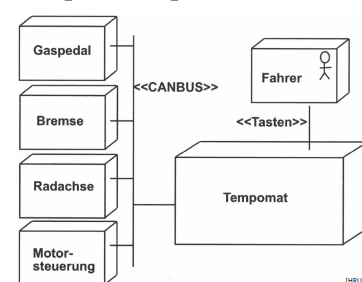 Gaspedal
<<CANBUS>>
Fahrer
Bremse
<<Tasten>>
Radachse
Tempomat
Motor-
steuerung